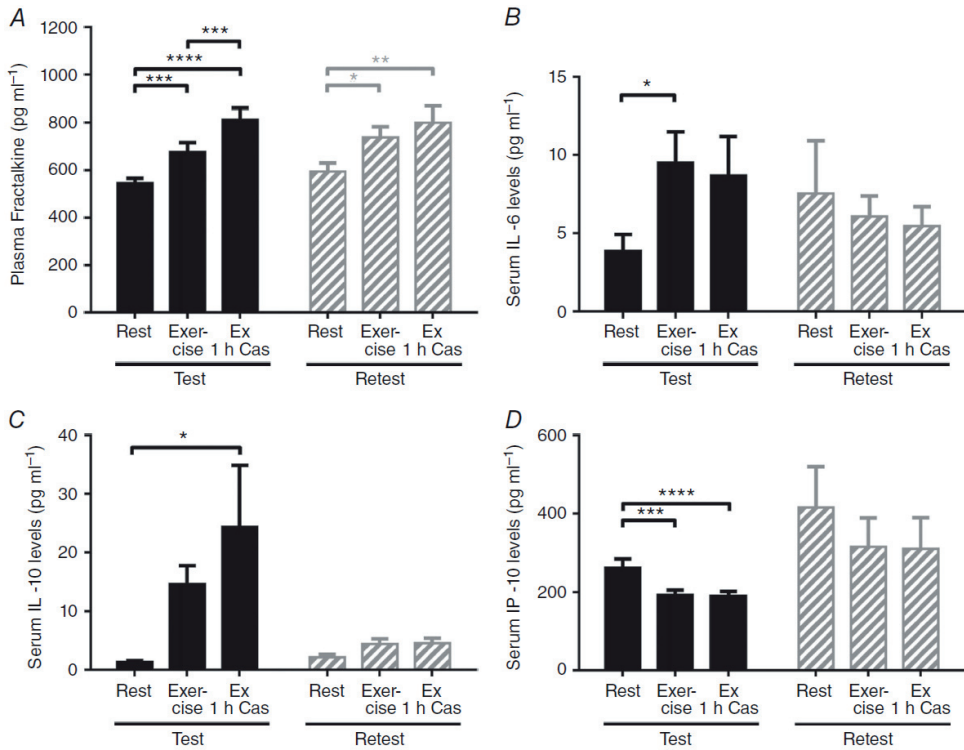 A
Plasma Fractalkine (pg ml⁻¹)
1200
1000
800
600
400
200
0
***
****
***
**
*
Rest Exer- Ex Rest Exer- Ex
cise 1 h Cas cise 1 h Cas
Test Retest
B
Serum IL -6 levels (pg ml⁻¹)
15
10
5
0
*
Rest Exer- Ex Rest Exer- Ex
cise 1 h Cas cise 1 h Cas
Test Retest
C
Serum IL -10 levels (pg ml⁻¹)
40
30
20
10
0
*
Rest Exer- Ex Rest Exer- Ex
cise 1 h Cas cise 1 h Cas
Test Retest
D
Serum IP -10 levels (pg ml⁻¹)
600
400
200
0
****
***
Rest Exer- Ex Rest Exer- Ex
cise 1 h Cas cise 1 h Cas
Test Retest